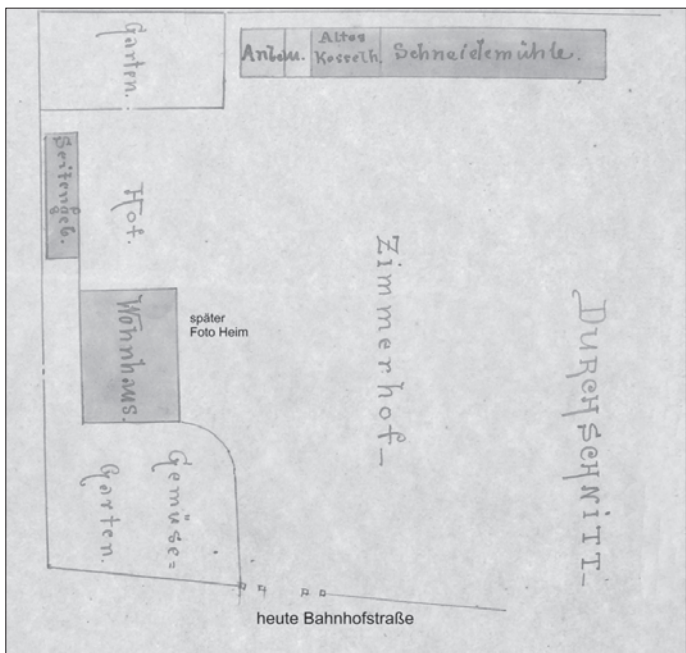 Garten.
Anbau.
Altes
Kesselh.
Schneidemühle.
Seitengeb.
Hof.
Zimmerhof–
DURCHSCHNITT–
Wohnhaus.
später
Foto Heim
Gemüse=
Garten.
heute Bahnhofstraße